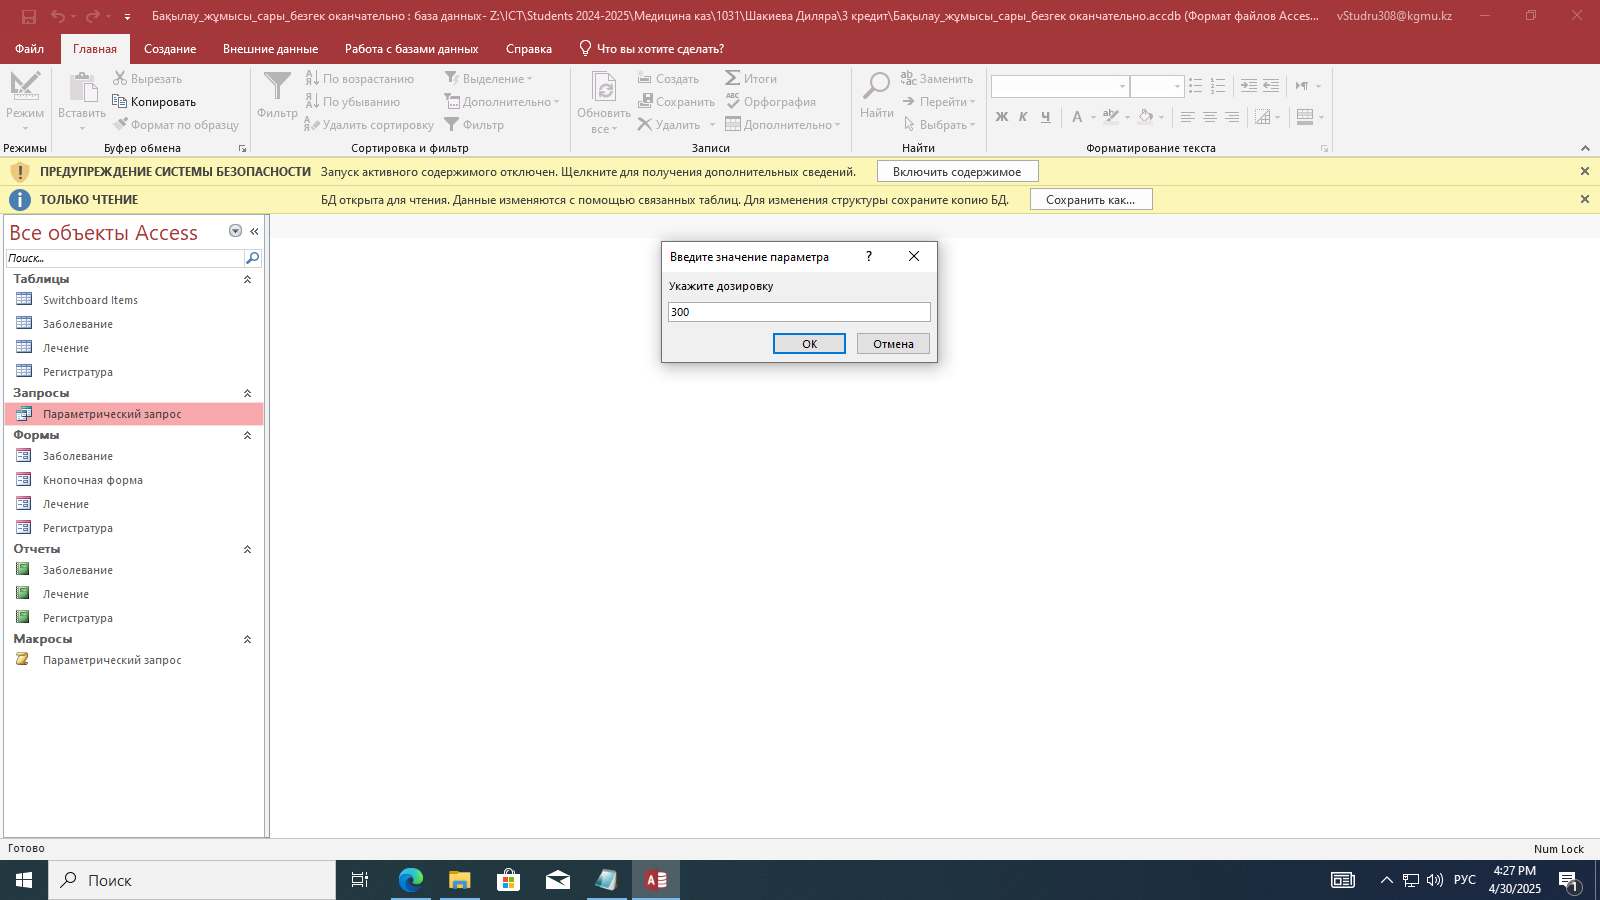 Бақылау_жұмысы_сары_безгек оканчательно : база данных- Z:\ICT\Students 2024-2025\Медицина каз\1031\Шакиева Диляра\3 кредит\Бақылау_жұмысы_сары_безгек оканчательно.accdb (Формат файлов Acces... vStudru308@kgmu.kz
Файл Главная Создание Внешние данные Работа с базами данных Справка Что вы хотите сделать?
Режим
Режимы
Вставить
Вырезать
Копировать
Формат по образцу
Буфер обмена
Фильтр
По возрастанию
По убыванию
Удалить сортировку
Выделение
Дополнительно
Фильтр
Сортировка и фильтр
Обновить все
Создать
Сохранить
Удалить
Итоги
Орфография
Дополнительно
Записи
Найти
Заменить
Перейти
Выбрать
Найти
Ж К Ч А
Форматирование текста
ПРЕДУПРЕЖДЕНИЕ СИСТЕМЫ БЕЗОПАСНОСТИ Запуск активного содержимого отключен. Щелкните для получения дополнительных сведений. Включить содержимое
ТОЛЬКО ЧТЕНИЕ БД открыта для чтения. Данные изменяются с помощью связанных таблиц. Для изменения структуры сохраните копию БД. Сохранить как...
Все объекты Access
Поиск...
Таблицы
Switchboard Items
Заболевание
Лечение
Регистратура
Запросы
Параметрический запрос
Формы
Заболевание
Кнопочная форма
Лечение
Регистратура
Отчеты
Заболевание
Лечение
Регистратура
Макросы
Параметрический запрос
Введите значение параметра ?
Укажите дозировку
300
ОК Отмена
Готово Num Lock
Поиск
РУС
4:27 PM
4/30/2025
1